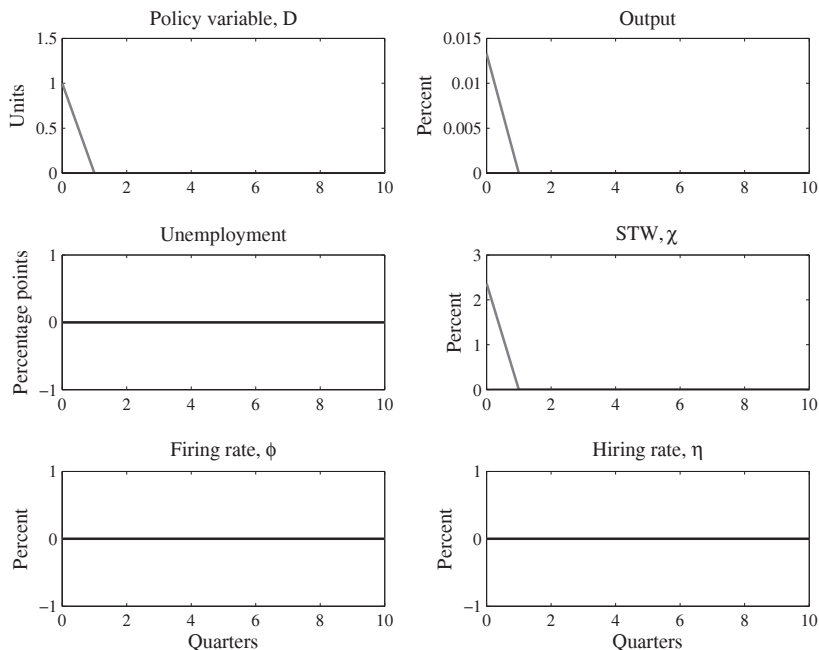 Policy variable, D
Units
1.5
1
0.5
0
0 2 4 6 8 10
Output
Percent
0.015
0.01
0.005
0
0 2 4 6 8 10
Unemployment
Percentage points
1
0
−1
0 2 4 6 8 10
STW, χ
Percent
3
2
1
0
0 2 4 6 8 10
Firing rate, ϕ
Percent
1
0
−1
0 2 4 6 8 10
Quarters
Hiring rate, η
Percent
1
0
−1
0 2 4 6 8 10
Quarters